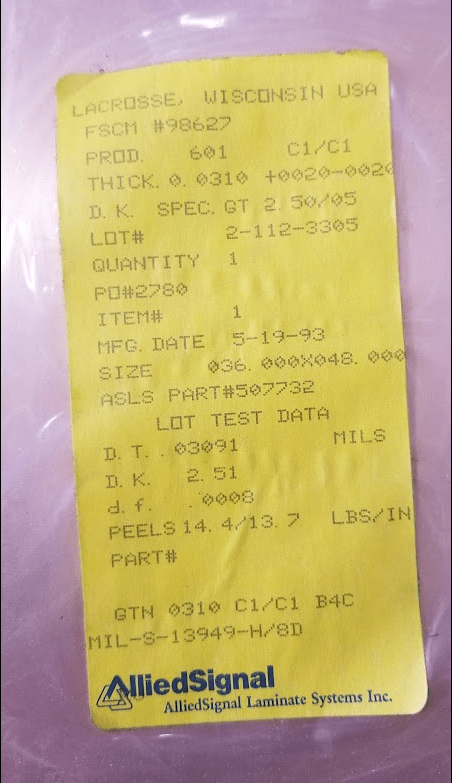 LACROSSE, WISCONSIN USA
FSCM #98627
PROD. 601 C1/C1
THICK. 0.0310 +0020-0020
D.K. SPEC. GT 2.50/05
LOT# 2-112-3305
QUANTITY 1
PO#2780
ITEM# 1
MFG. DATE 5-19-93
SIZE 036.000X048.000
ASLS PART#507732
LOT TEST DATA
D.T. .03091 MILS
D.K. 2.51
d.f. .0008
PEELS 14.4/13.7 LBS/IN
PART#
GTN 0310 C1/C1 B4C
MIL-S-13949-H/8D
AlliedSignal
AlliedSignal Laminate Systems Inc.